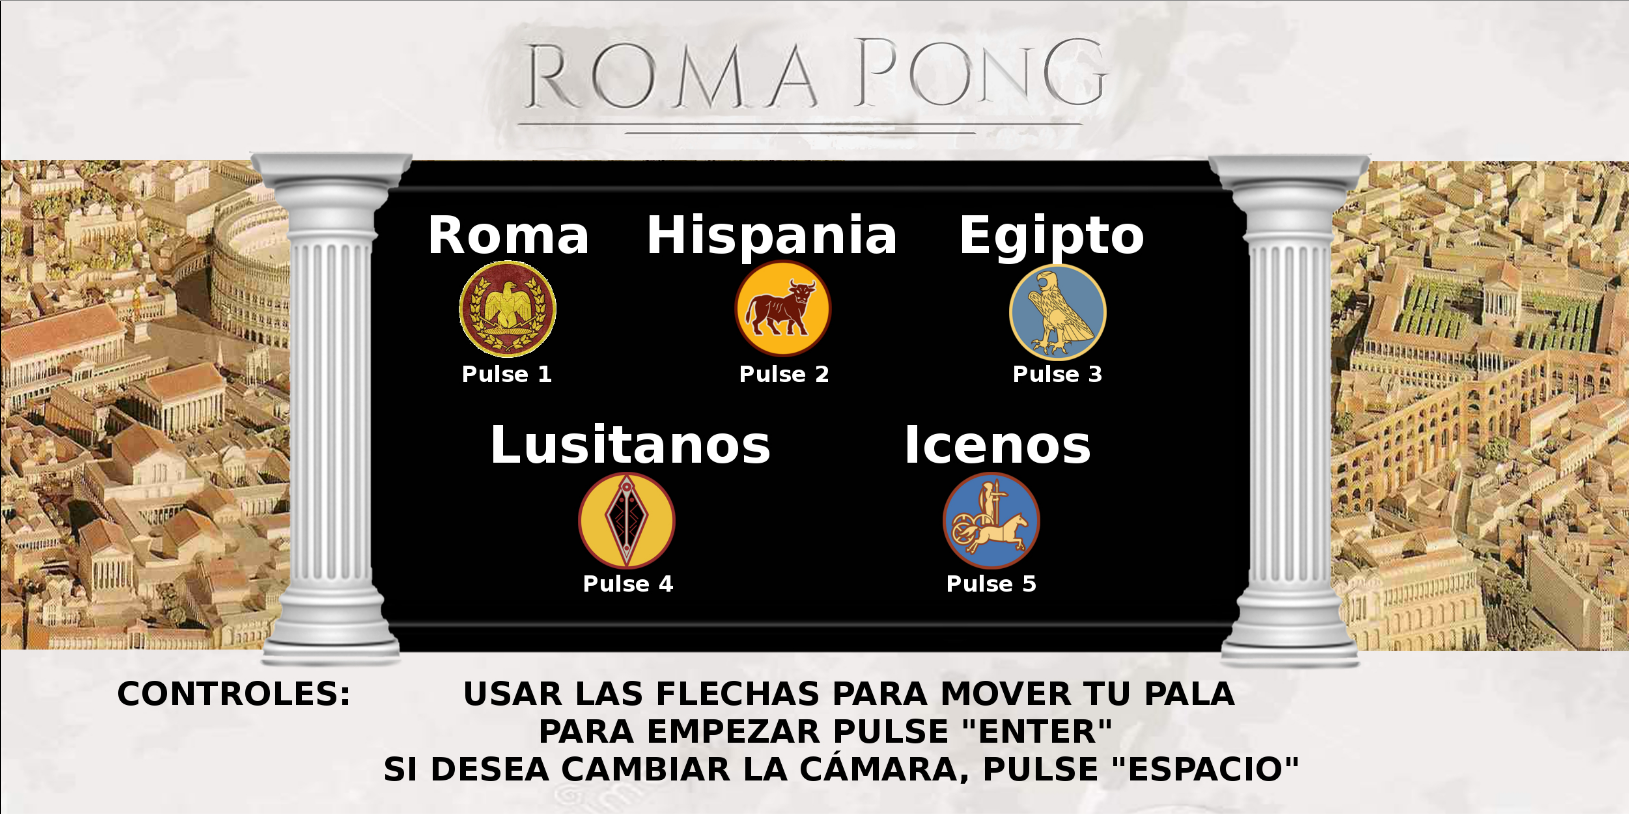 ROMA PONG
Roma Hispania Egipto
Pulse 1 Pulse 2 Pulse 3
Lusitanos Icenos
Pulse 4 Pulse 5
CONTROLES: USAR LAS FLECHAS PARA MOVER TU PALA
PARA EMPEZAR PULSE "ENTER"
SI DESEA CAMBIAR LA CÁMARA, PULSE "ESPACIO"